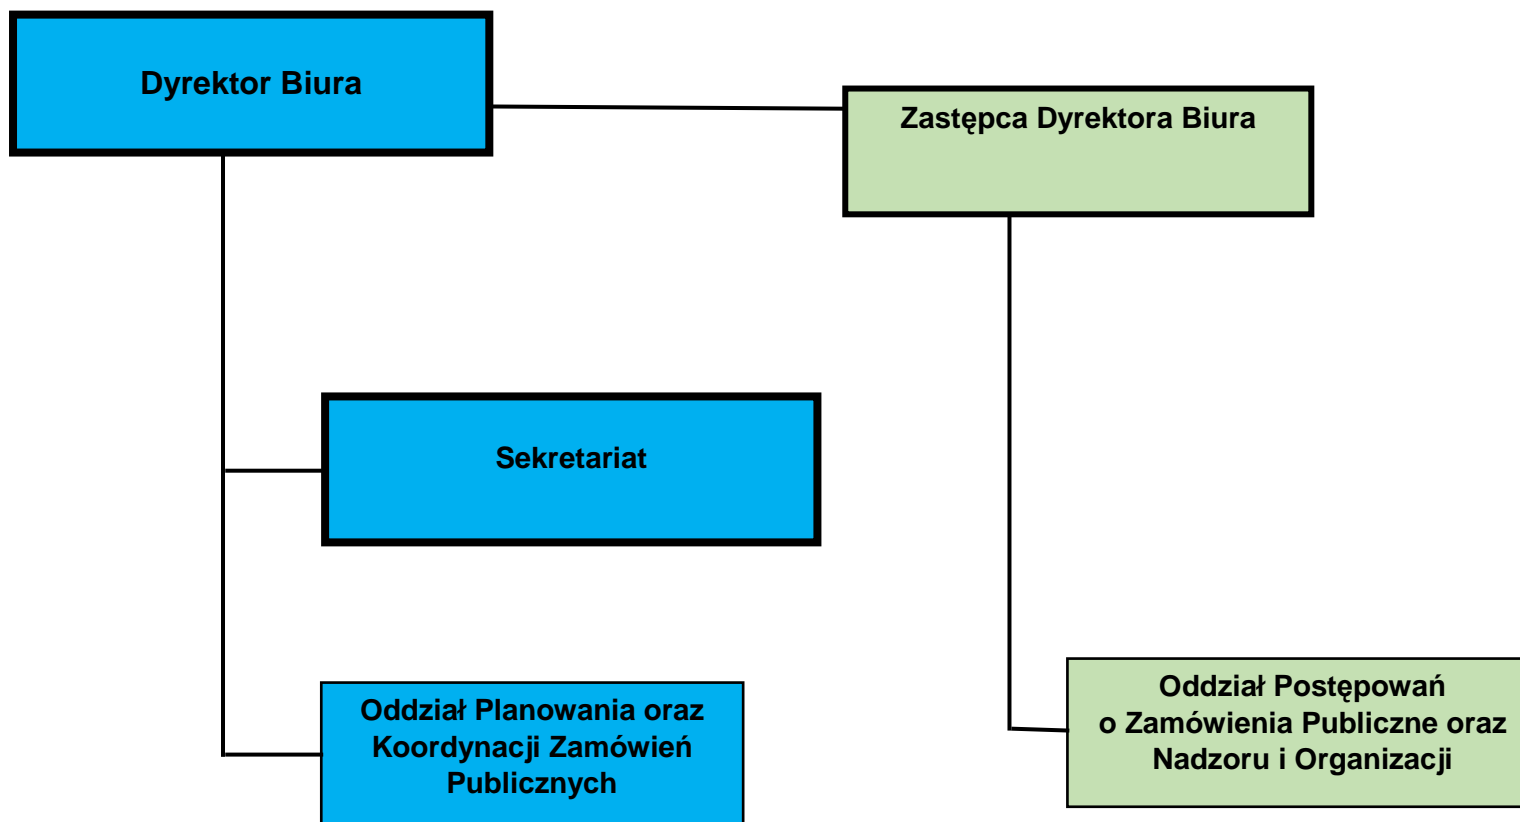 Dyrektor Biura
Zastępca Dyrektora Biura
Sekretariat
Oddział Planowania oraz
Koordynacji Zamówień
Publicznych
Oddział Postępowań
o Zamówienia Publiczne oraz
Nadzoru i Organizacji